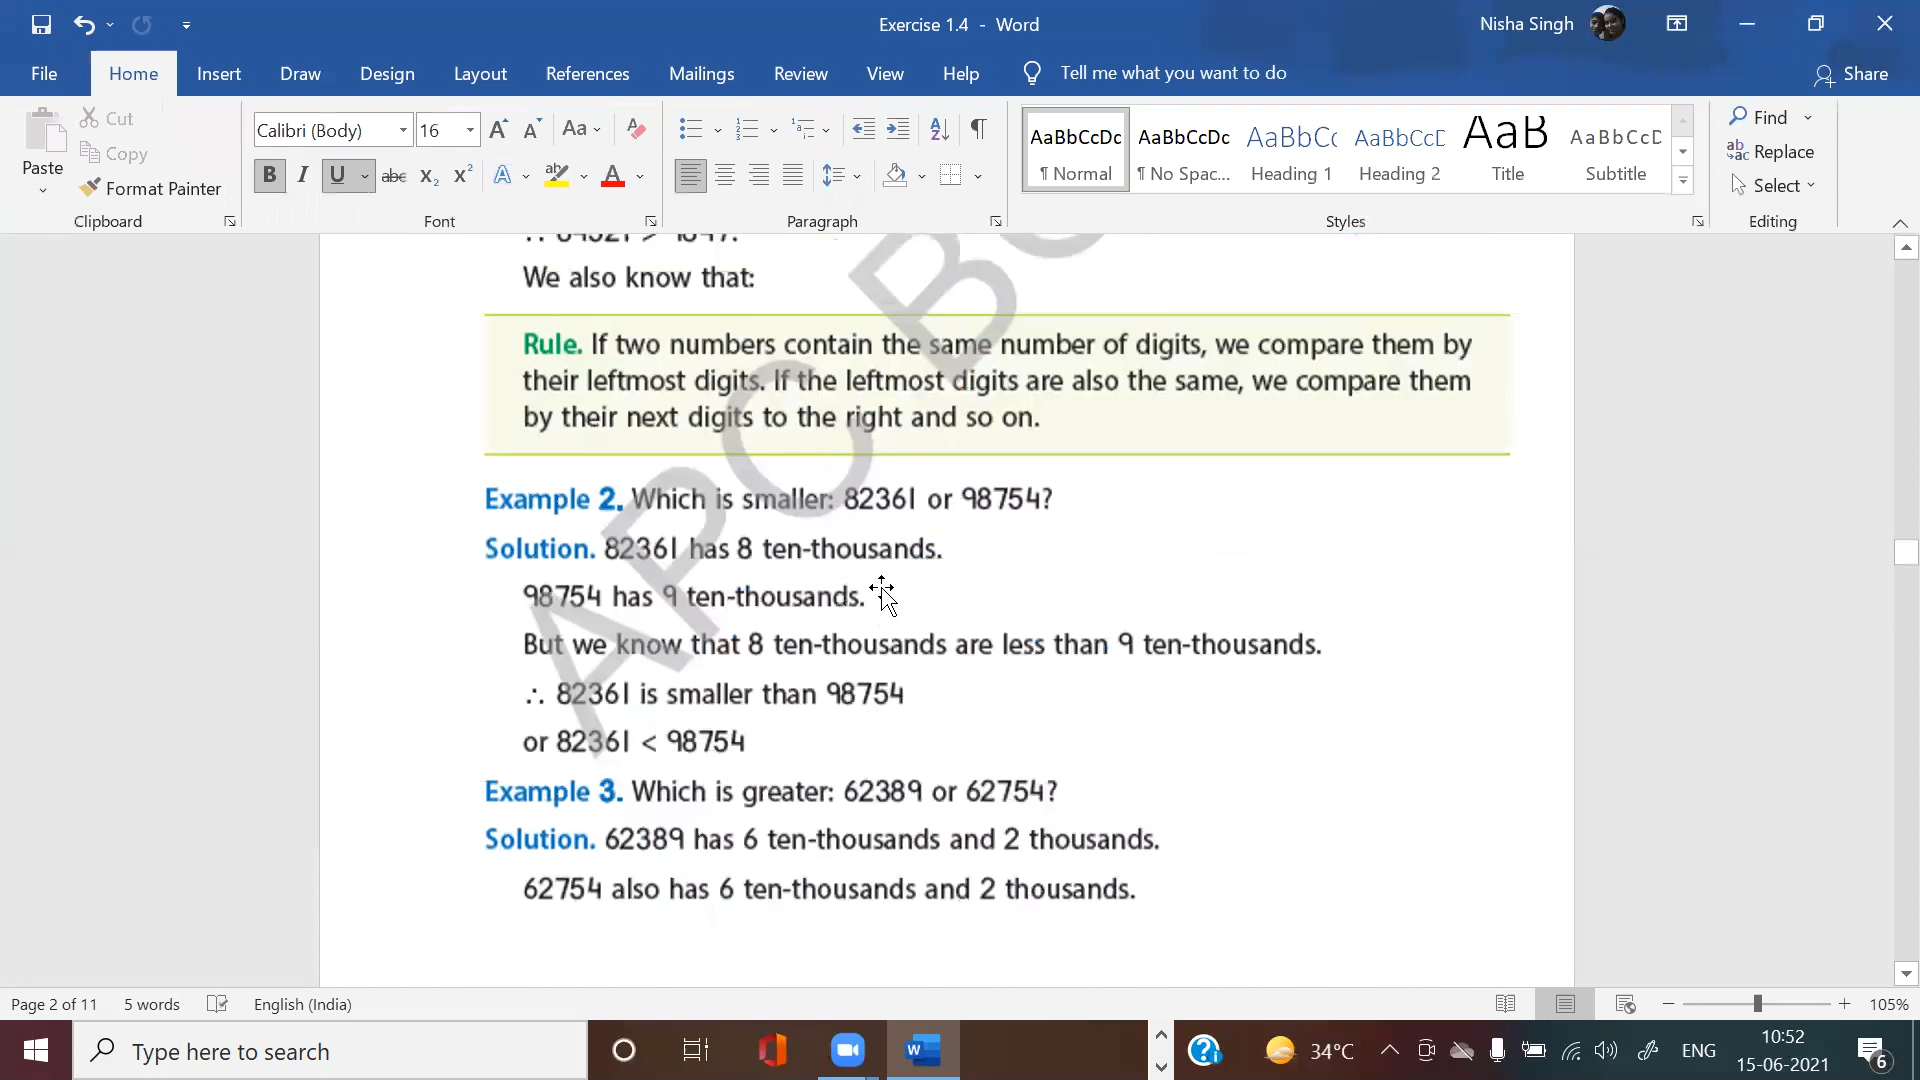 Exercise 1.4 - Word
Nisha Singh
File Home Insert Draw Design Layout References Mailings Review View Help Tell me what you want to do Share
Paste
Cut
Copy
Format Painter
Clipboard
Calibri (Body) 16
Font
Paragraph
AaBbCcDc AaBbCcDc AaBbCc AaBbCcD AaB AaBbCcD
¶ Normal ¶ No Spac... Heading 1 Heading 2 Title Subtitle
Styles
Find
Replace
Select
Editing
We also know that:
Rule. If two numbers contain the same number of digits, we compare them by
their leftmost digits. If the leftmost digits are also the same, we compare them
by their next digits to the right and so on.
Example 2. Which is smaller: 82361 or 98754?
Solution. 82361 has 8 ten-thousands.
98754 has 9 ten-thousands.
But we know that 8 ten-thousands are less than 9 ten-thousands.
∴ 82361 is smaller than 98754
or 82361 < 98754
Example 3. Which is greater: 62389 or 62754?
Solution. 62389 has 6 ten-thousands and 2 thousands.
62754 also has 6 ten-thousands and 2 thousands.
APC B
Page 2 of 11 5 words English (India) 105%
Type here to search
34°C ENG
10:52
15-06-2021
6